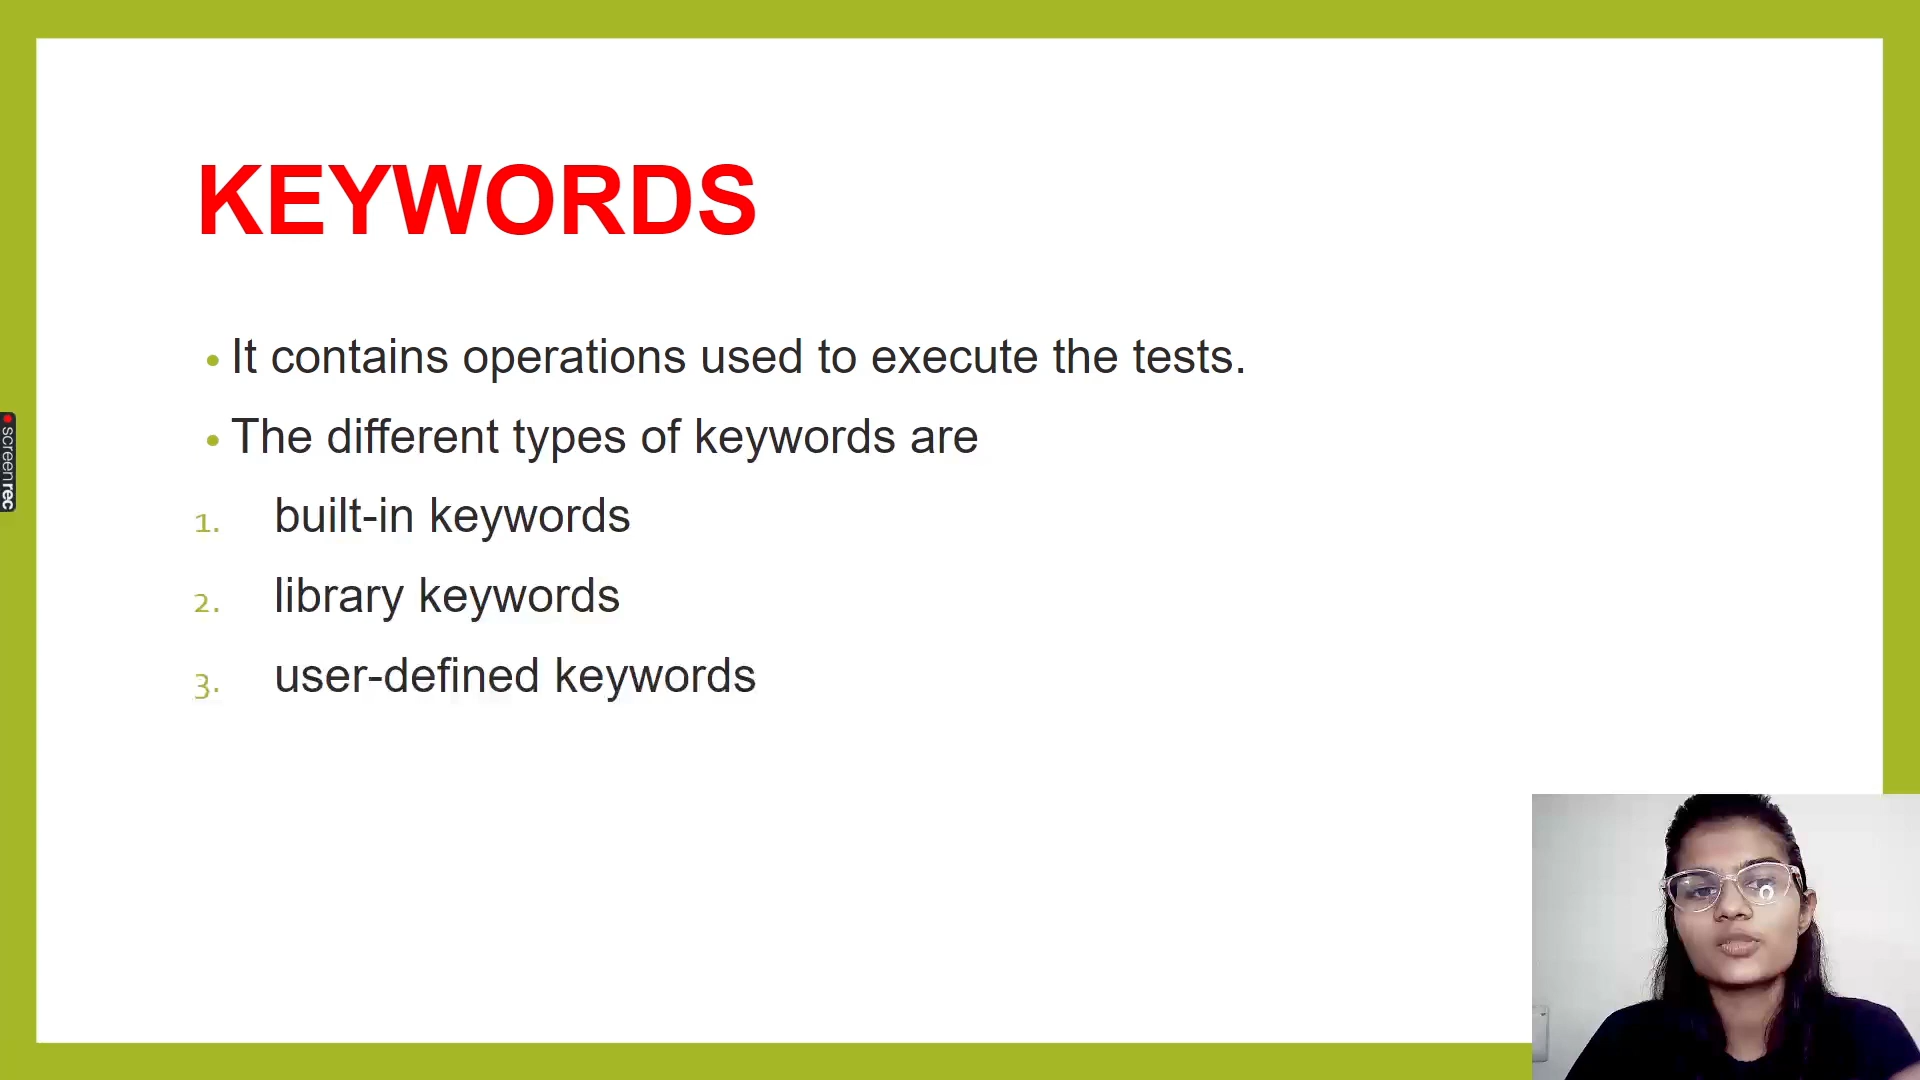 KEYWORDS
• It contains operations used to execute the tests.
• The different types of keywords are
1. built-in keywords
2. library keywords
3. user-defined keywords
screenrec